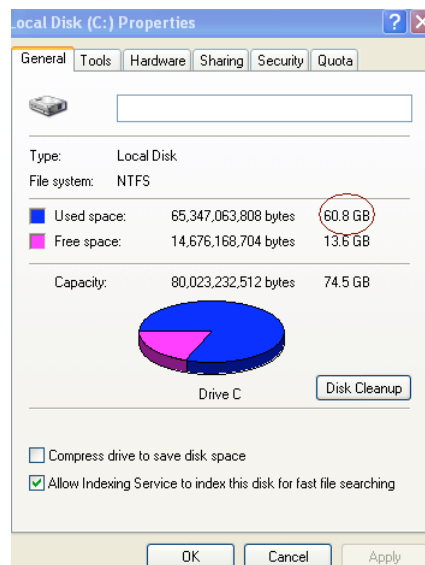 Local Disk (C:) Properties ?
General Tools Hardware Sharing Security Quota
Type: Local Disk
File system: NTFS
Used space: 65,347,063,808 bytes 60.8 GB
Free space: 14,676,168,704 bytes 13.6 GB
Capacity: 80,023,232,512 bytes 74.5 GB
Drive C
Disk Cleanup
Compress drive to save disk space
Allow Indexing Service to index this disk for fast file searching
OK Cancel Apply